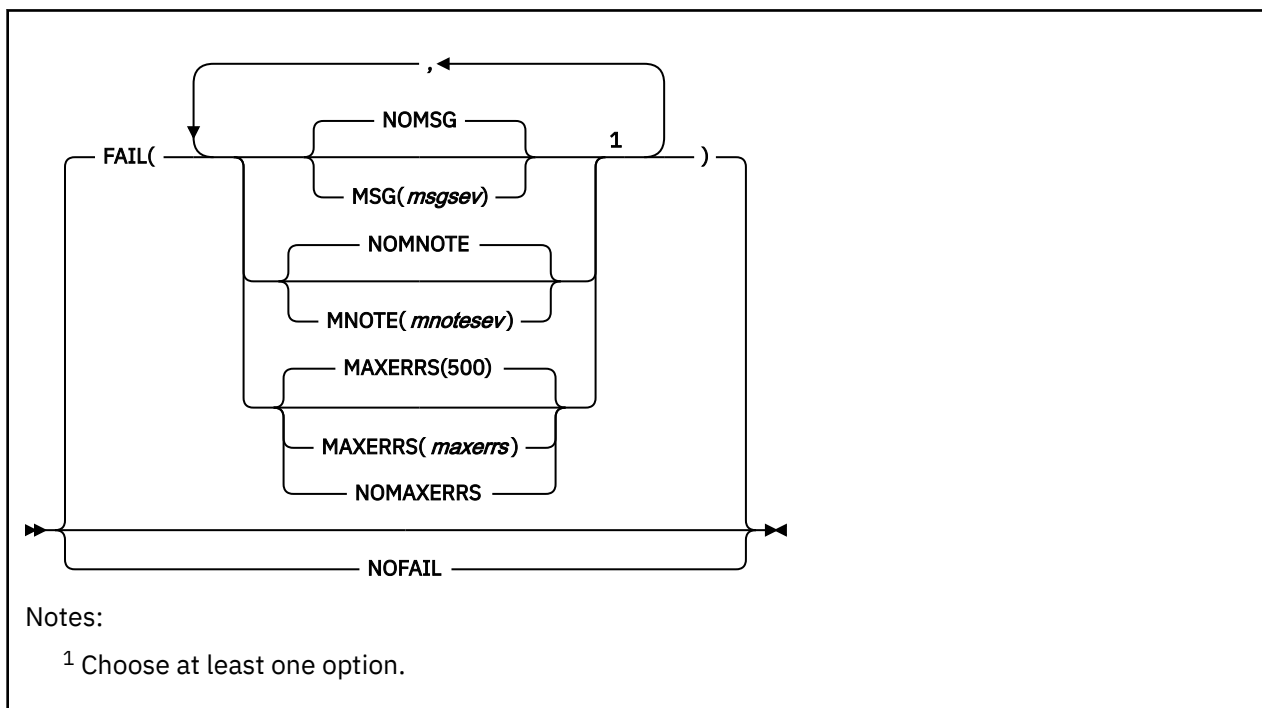 ,
NOMSG
1
FAIL(
)
MSG(msgsev)
NOMNOTE
MNOTE(mnotesev)
MAXERRS(500)
MAXERRS(maxerrs)
NOMAXERRS
NOFAIL
Notes:
1 Choose at least one option.